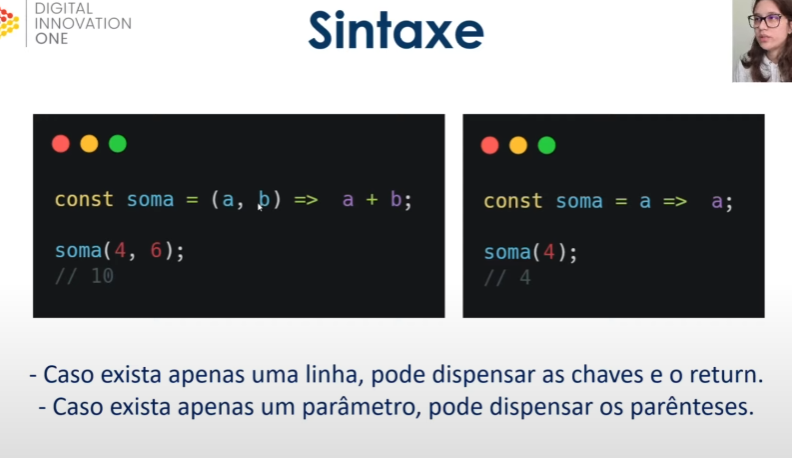 DIGITAL
INNOVATION
ONE
Sintaxe
const soma = (a, b) => a + b;
soma(4, 6);
// 10
const soma = a => a;
soma(4);
// 4
- Caso exista apenas uma linha, pode dispensar as chaves e o return.
- Caso exista apenas um parâmetro, pode dispensar os parênteses.